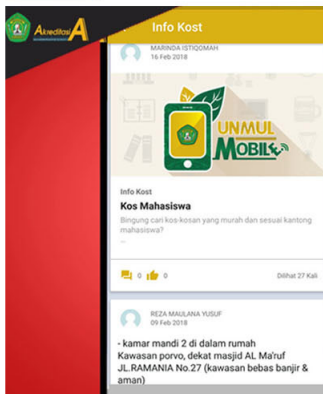 Akreditasi A
Info Kost
MARINDA ISTIQOMAH
16 Feb 2018
UNMUL
MOBILE
Info Kost
Kos Mahasiswa
Bingung cari kos-kosan yang murah dan sesuai kantong
mahasiswa?
...
0 0 Dilihat 27 Kali
REZA MAULANA YUSUF
09 Feb 2018
- kamar mandi 2 di dalam rumah
Kawasan porvo, dekat masjid AL Ma'ruf
JL.RAMANIA No.27 (kawasan bebas banjir &
aman)